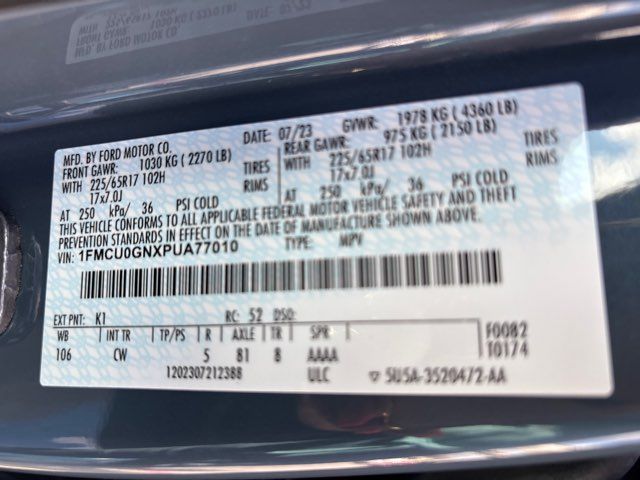 MFD. BY FORD MOTOR CO. DATE: 07/23 GVWR: 1978 KG ( 4360 LB)
FRONT GAWR: 1030 KG ( 2270 LB) REAR GAWR: 975 KG ( 2150 LB)
WITH 225/65R17 102H TIRES WITH 225/65R17 102H TIRES
17x7.0J RIMS 17x7.0J RIMS
AT 250 kPa/ 36 PSI COLD AT 250 kPa/ 36 PSI COLD
THIS VEHICLE CONFORMS TO ALL APPLICABLE FEDERAL MOTOR VEHICLE SAFETY AND THEFT
PREVENTION STANDARDS IN EFFECT ON THE DATE OF MANUFACTURE SHOWN ABOVE.
VIN: 1FMCU0GNXPUA77010 TYPE: MPV
EXT PNT: K1 RC: 52 DSO:
WB INT TR TP/PS R AXLE TR SPR F0082
106 CW 5 81 8 AAAA T0174
1202307212388 ULC 5U5A-3520472-AA